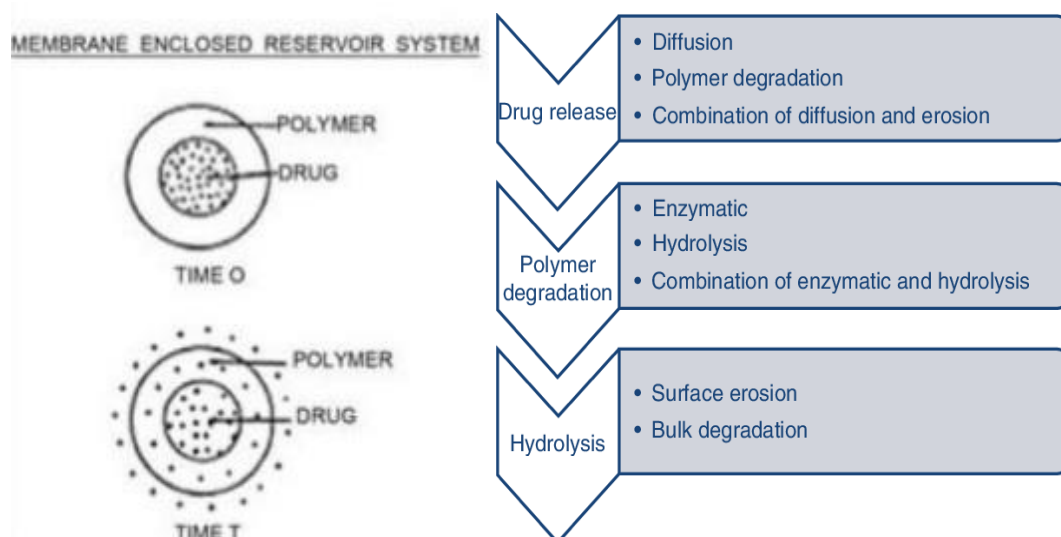 MEMBRANE ENCLOSED RESERVOIR SYSTEM
POLYMER
DRUG
TIME O
POLYMER
DRUG
TIME T
Drug release
• Diffusion
• Polymer degradation
• Combination of diffusion and erosion
Polymer
degradation
• Enzymatic
• Hydrolysis
• Combination of enzymatic and hydrolysis
Hydrolysis
• Surface erosion
• Bulk degradation